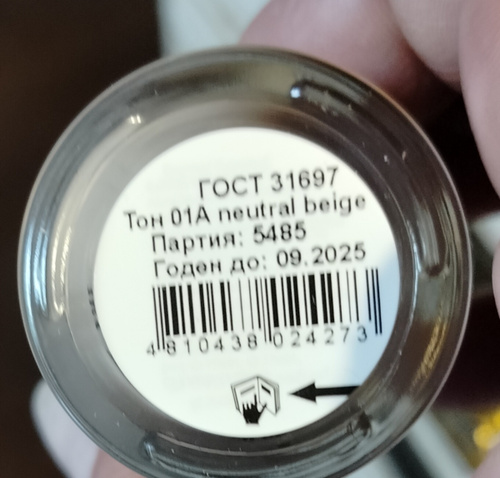 ГОСТ 31697
Тон 01А neutral beige
Партия: 5485
Годен до: 09.2025
4 810438 024273